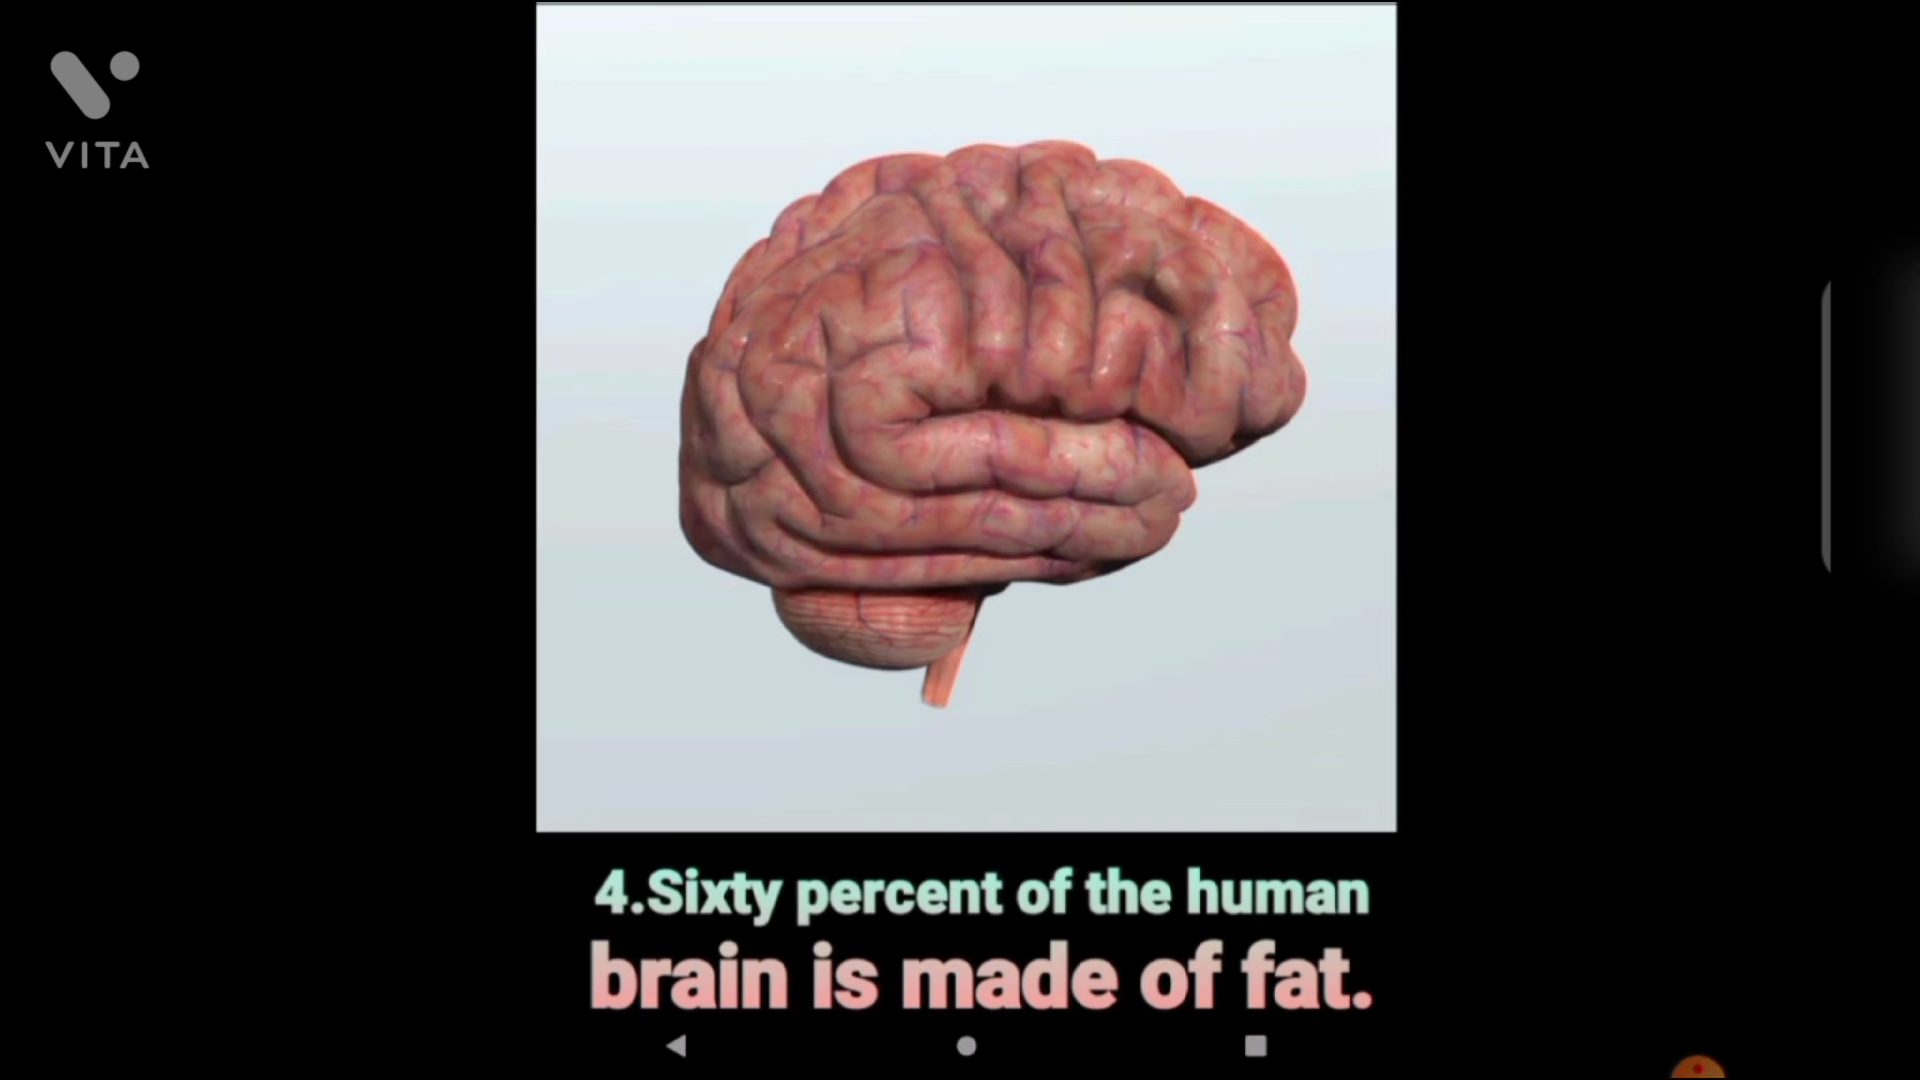 VITA
4.Sixty percent of the human
brain is made of fat.